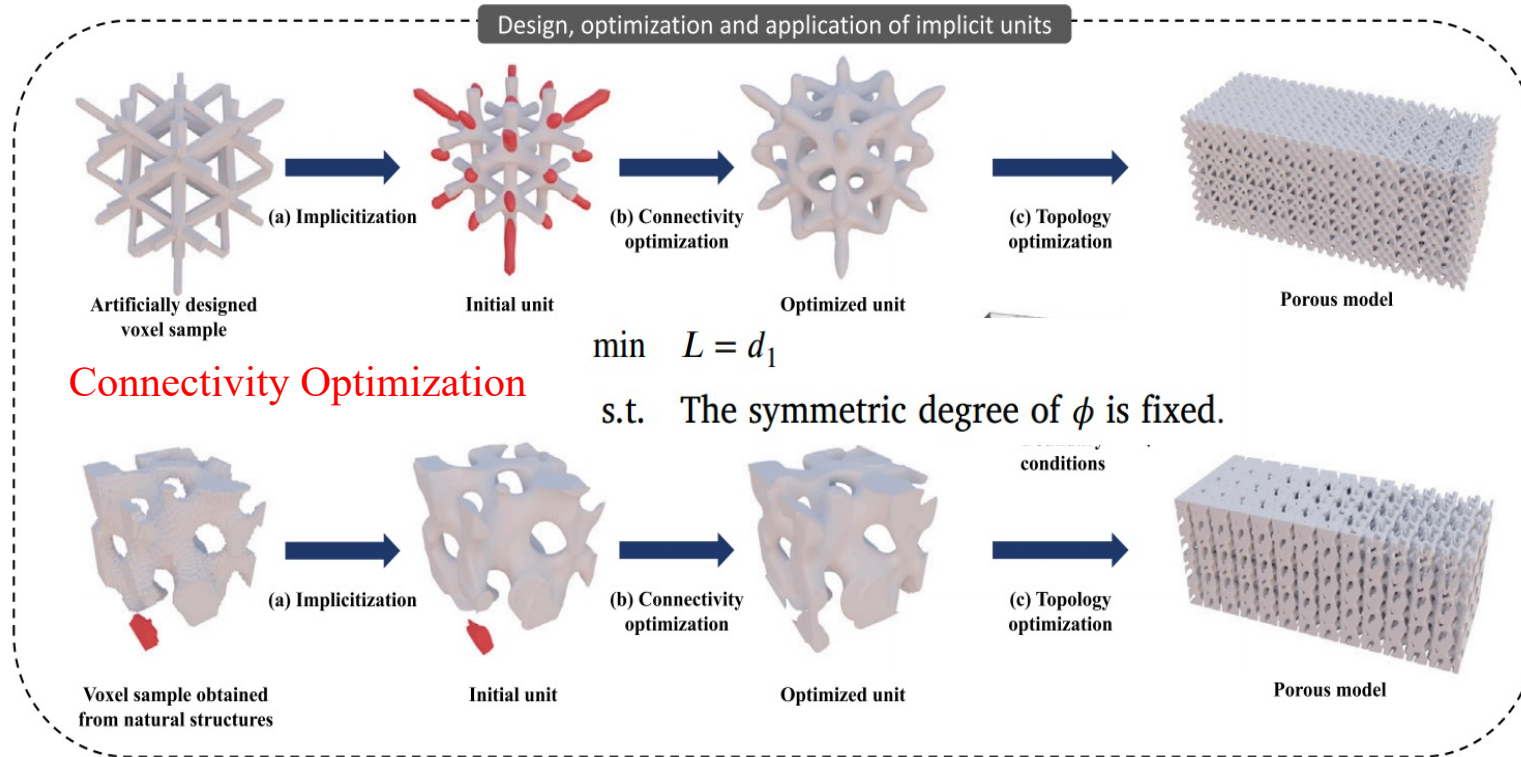 Design, optimization and application of implicit units
(a) Implicitization
(b) Connectivity
optimization
(c) Topology
optimization
Artificially designed
voxel sample
Initial unit
Optimized unit
Porous model
min L = d₁
Connectivity Optimization
s.t. The symmetric degree of ϕ is fixed.
conditions
(a) Implicitization
(b) Connectivity
optimization
(c) Topology
optimization
Voxel sample obtained
from natural structures
Initial unit
Optimized unit
Porous model